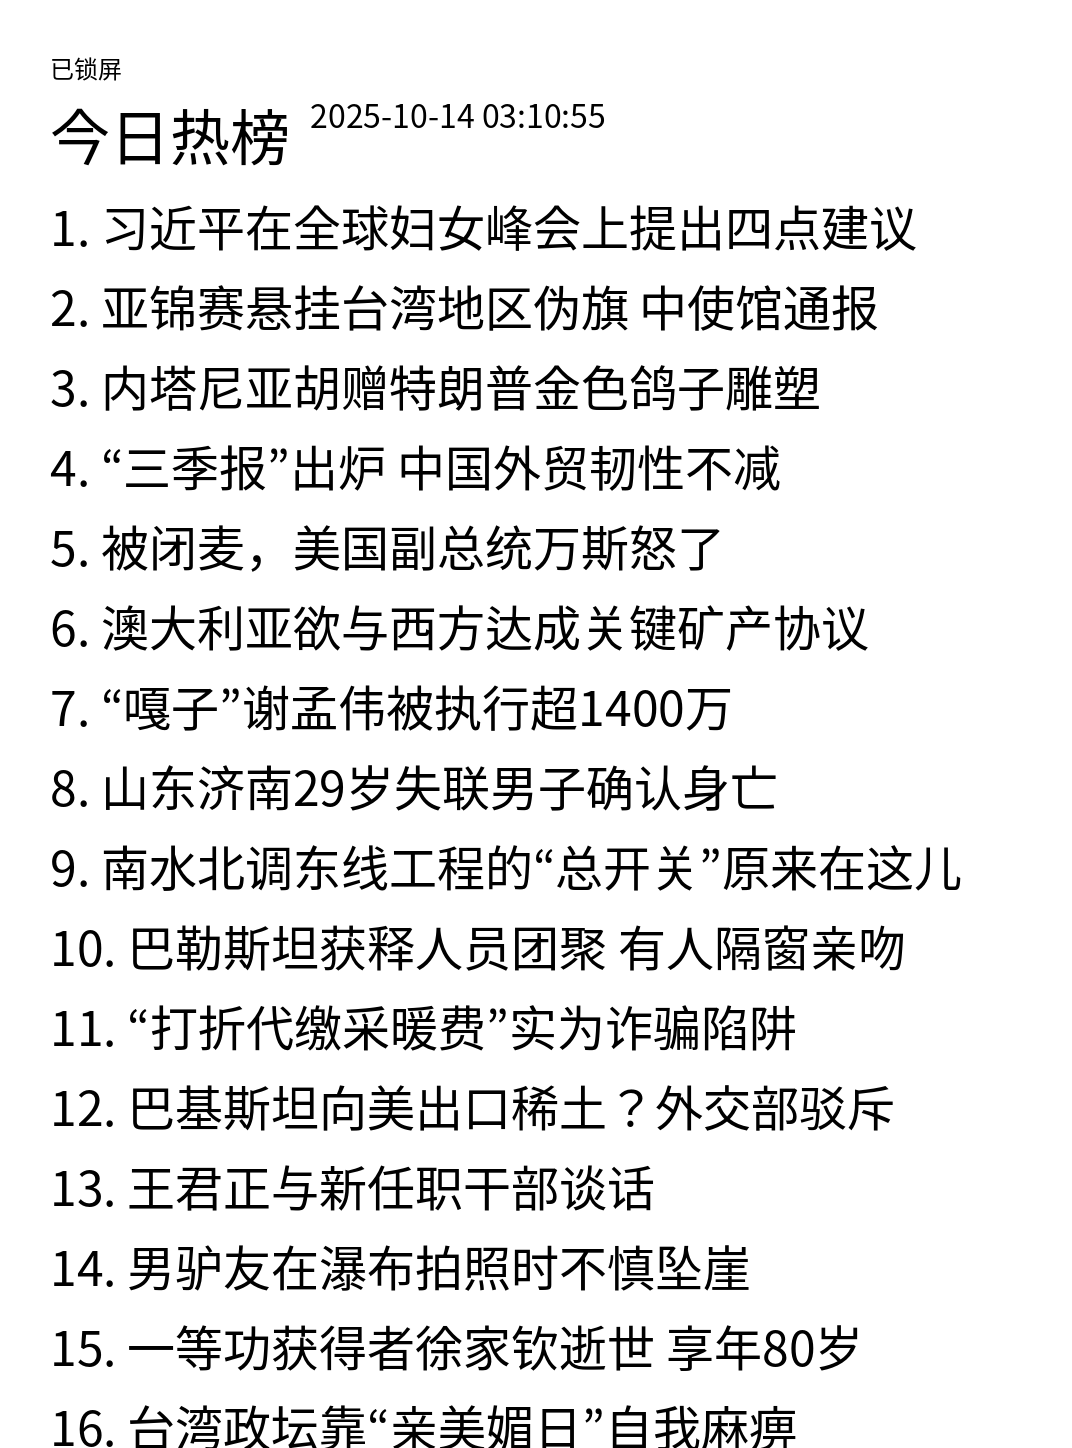 已锁屏
今日热榜 2025-10-14 03:10:55
1. 习近平在全球妇女峰会上提出四点建议
2. 亚锦赛悬挂台湾地区伪旗 中使馆通报
3. 内塔尼亚胡赠特朗普金色鸽子雕塑
4. “三季报”出炉 中国外贸韧性不减
5. 被闭麦，美国副总统万斯怒了
6. 澳大利亚欲与西方达成关键矿产协议
7. “嘎子”谢孟伟被执行超1400万
8. 山东济南29岁失联男子确认身亡
9. 南水北调东线工程的“总开关”原来在这儿
10. 巴勒斯坦获释人员团聚 有人隔窗亲吻
11. “打折代缴采暖费”实为诈骗陷阱
12. 巴基斯坦向美出口稀土？外交部驳斥
13. 王君正与新任职干部谈话
14. 男驴友在瀑布拍照时不慎坠崖
15. 一等功获得者徐家钦逝世 享年80岁
16. 台湾政坛靠“亲美媚日”自我麻痹